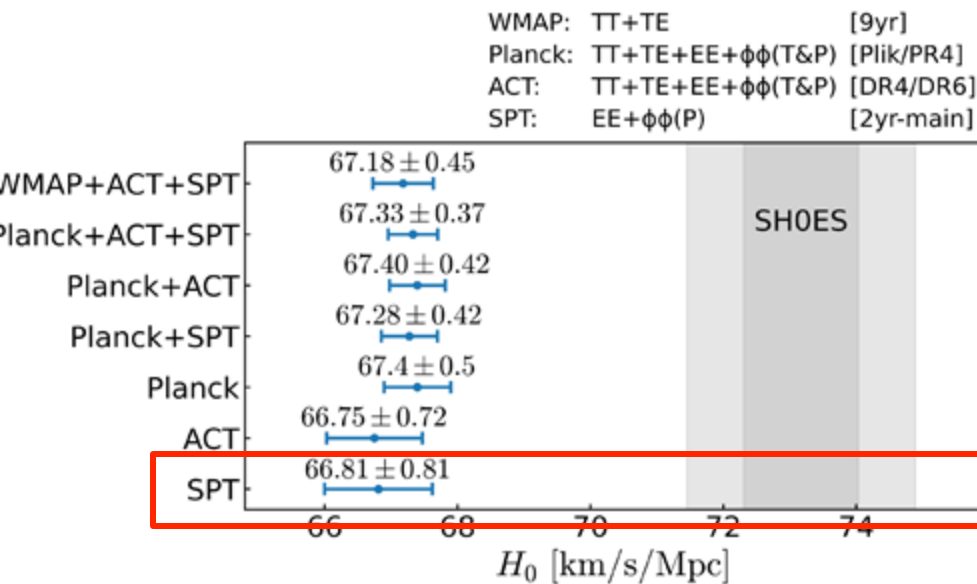 WMAP: TT+TE [9yr]
Planck: TT+TE+EE+ϕϕ(T&P) [Plik/PR4]
ACT: TT+TE+EE+ϕϕ(T&P) [DR4/DR6]
SPT: EE+ϕϕ(P) [2yr-main]
WMAP+ACT+SPT 67.18 ± 0.45
Planck+ACT+SPT 67.33 ± 0.37
SH0ES
Planck+ACT 67.40 ± 0.42
Planck+SPT 67.28 ± 0.42
Planck 67.4 ± 0.5
ACT 66.75 ± 0.72
SPT 66.81 ± 0.81
66 68 70 72 74
H₀ [km/s/Mpc]